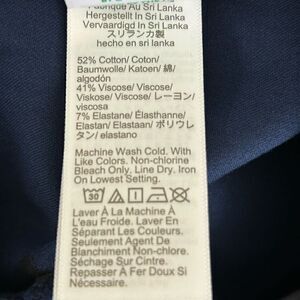 Fabriqué Au Sri Lanka
Hergestellt In Sri Lanka
Vervaardigd In Sri Lanka
スリランカ製
hecho en sri lanka
52% Cotton/ Coton/
Baumwolle/ Katoen/ 綿/
algodón
41% Viscose/ Viscose/
Viskose/ Viscose/ レーヨン/
viscosa
7% Elastane/ Élasthanne/
Elastan/ Elastaan/ ポリウレ
タン/ elastano
Machine Wash Cold. With
Like Colors. Non-chlorine
Bleach Only. Line Dry. Iron
On Lowest Setting.
30
Laver À La Machine À
L'eau Froide. Laver En
Séparant Les Couleurs.
Seulement Agent De
Blanchiment Non-chlorine.
Séchage Sur Cintre.
Repasser A Fer Doux Si
Nécessaire.